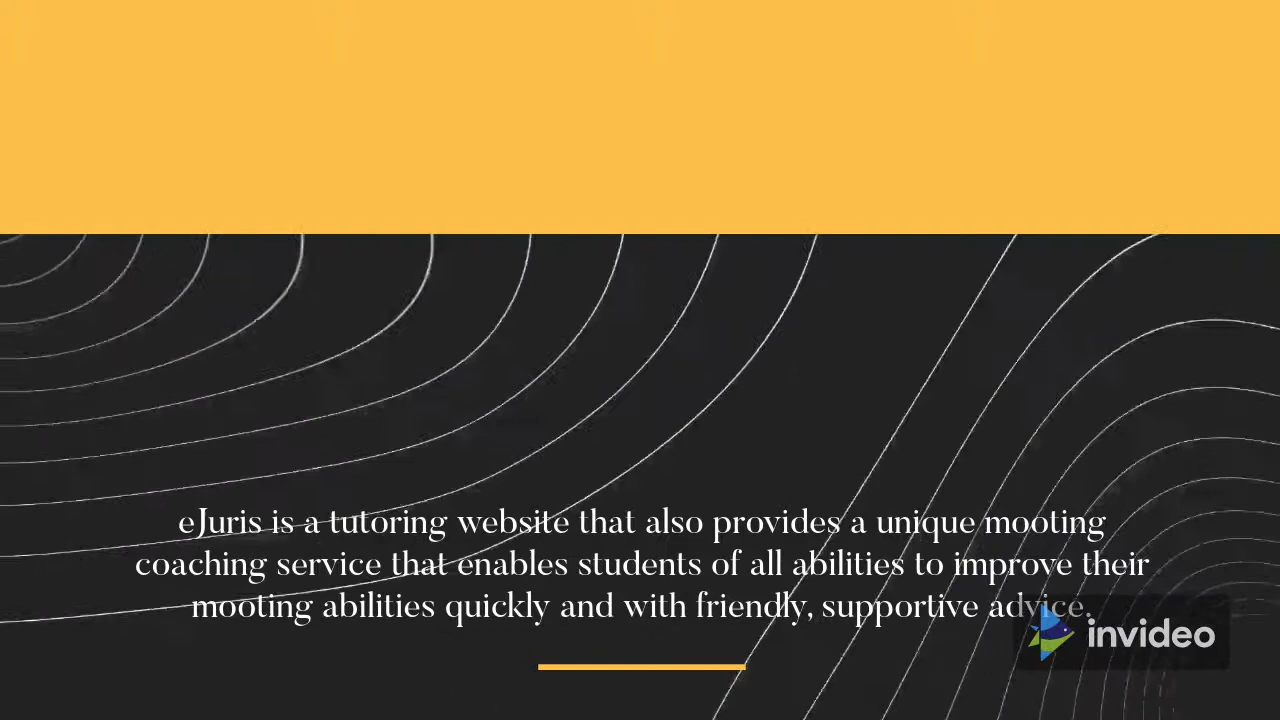 eJuris is a tutoring website that also provides a unique mooting
coaching service that enables students of all abilities to improve their
mooting abilities quickly and with friendly, supportive advice.
invideo